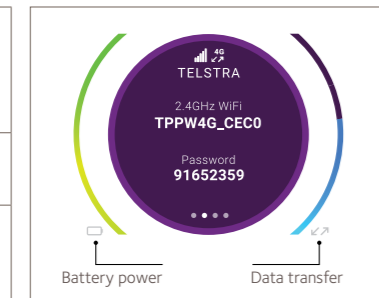 4G
TELSTRA
2.4GHz WiFi
TPPW4G_CEC0
Password
91652359
Battery power
Data transfer